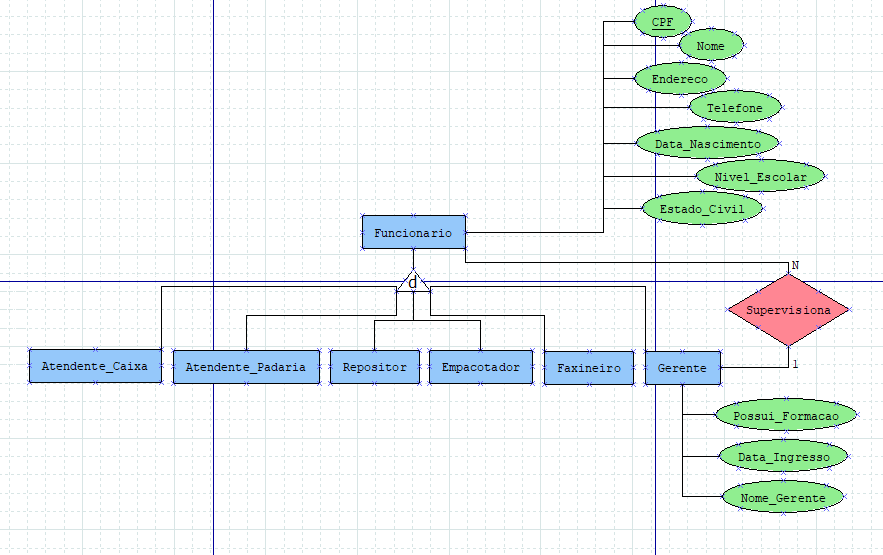 CPF
Nome
Endereco
Telefone
Data_Nascimento
Nivel_Escolar
Estado_Civil
Funcionario
N
d
Supervisiona
1
Atendente_Caixa
Atendente_Padaria
Repositor
Empacotador
Faxineiro
Gerente
Possui_Formacao
Data_Ingresso
Nome_Gerente